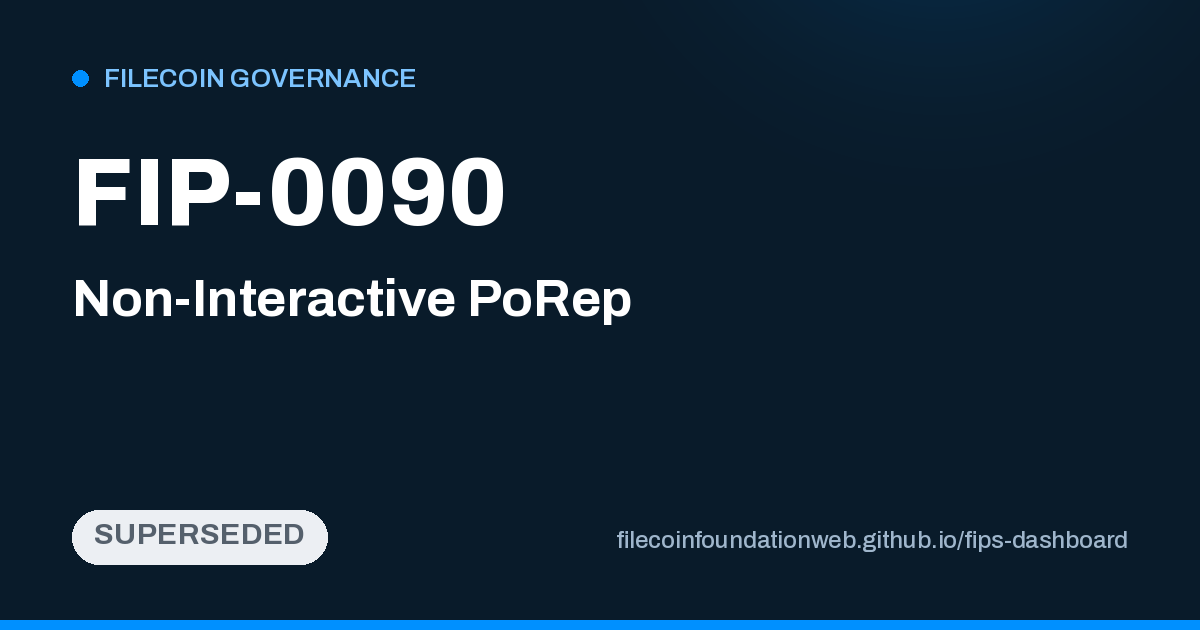 FILECOIN GOVERNANCE
FIP-0090
Non-Interactive PoRep
SUPERSEDED
filecoinfoundationweb.github.io/fips-dashboard